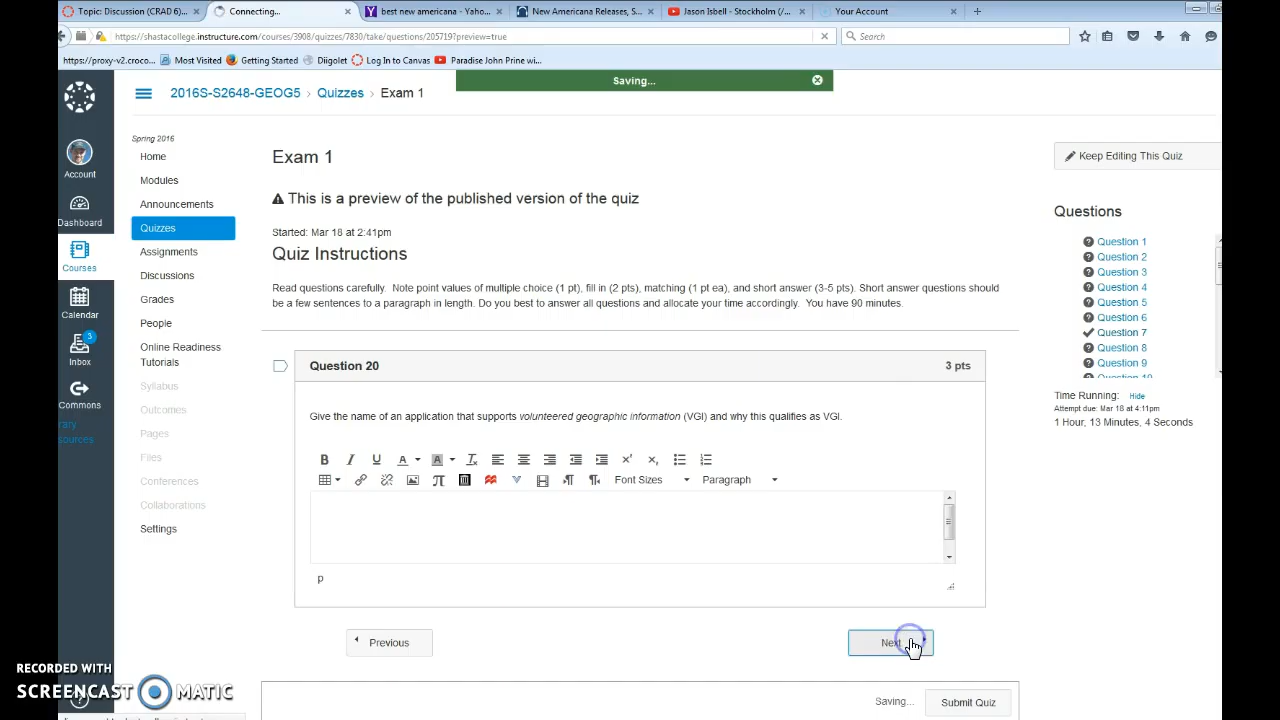 Topic: Discussion (CRAD 6)...
Connecting...
best new americana - Yaho...
New Americana Releases, S...
Jason Isbell - Stockholm (/...
Your Account
https://shastacollege.instructure.com/courses/3908/quizzes/7830/take/questions/205719?preview=true
Search
https://proxy-v2.croco...
Most Visited
Getting Started
Diigolet
Log In to Canvas
Paradise John Prine wi...
Saving...
2016S-S2648-GEOG5 › Quizzes › Exam 1
Account
Dashboard
Courses
Calendar
3
Inbox
Commons
rary
sources
Spring 2016
Home
Modules
Announcements
Quizzes
Assignments
Discussions
Grades
People
Online Readiness
Tutorials
Syllabus
Outcomes
Pages
Files
Conferences
Collaborations
Settings
Exam 1
This is a preview of the published version of the quiz
Started: Mar 18 at 2:41pm
Quiz Instructions
Read questions carefully. Note point values of multiple choice (1 pt), fill in (2 pts), matching (1 pt ea), and short answer (3-5 pts). Short answer questions should
be a few sentences to a paragraph in length. Do you best to answer all questions and allocate your time accordingly. You have 90 minutes.
Question 20
3 pts
Give the name of an application that supports volunteered geographic information (VGI) and why this qualifies as VGI.
Font Sizes
Paragraph
p
Previous
Next
Saving...
Submit Quiz
Keep Editing This Quiz
Questions
Question 1
Question 2
Question 3
Question 4
Question 5
Question 6
Question 7
Question 8
Question 9
Question 10
Time Running: Hide
Attempt due: Mar 18 at 4:11pm
1 Hour, 13 Minutes, 4 Seconds
RECORDED WITH
SCREENCAST MATIC